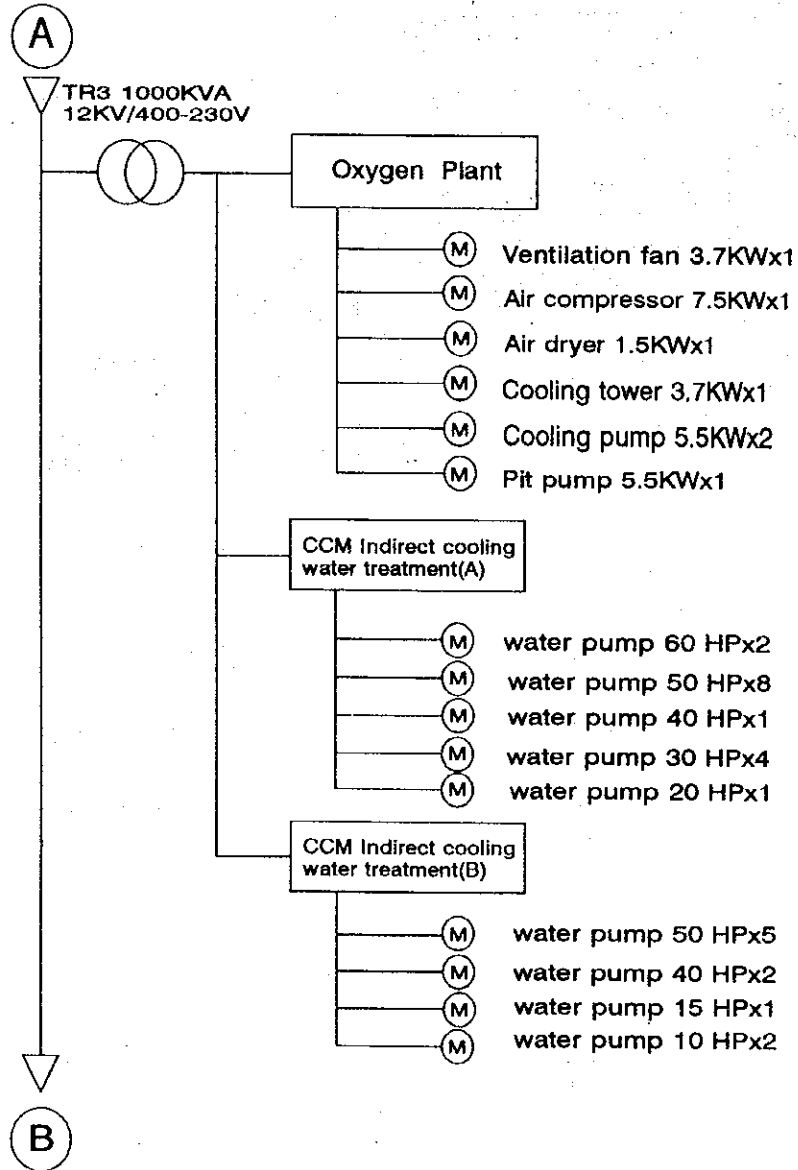 A
TR3 1000KVA
12KV/400-230V
Oxygen Plant
M Ventilation fan 3.7KWx1
M Air compressor 7.5KWx1
M Air dryer 1.5KWx1
M Cooling tower 3.7KWx1
M Cooling pump 5.5KWx2
M Pit pump 5.5KWx1
CCM Indirect cooling
water treatment(A)
M water pump 60 HPx2
M water pump 50 HPx8
M water pump 40 HPx1
M water pump 30 HPx4
M water pump 20 HPx1
CCM Indirect cooling
water treatment(B)
M water pump 50 HPx5
M water pump 40 HPx2
M water pump 15 HPx1
M water pump 10 HPx2
B